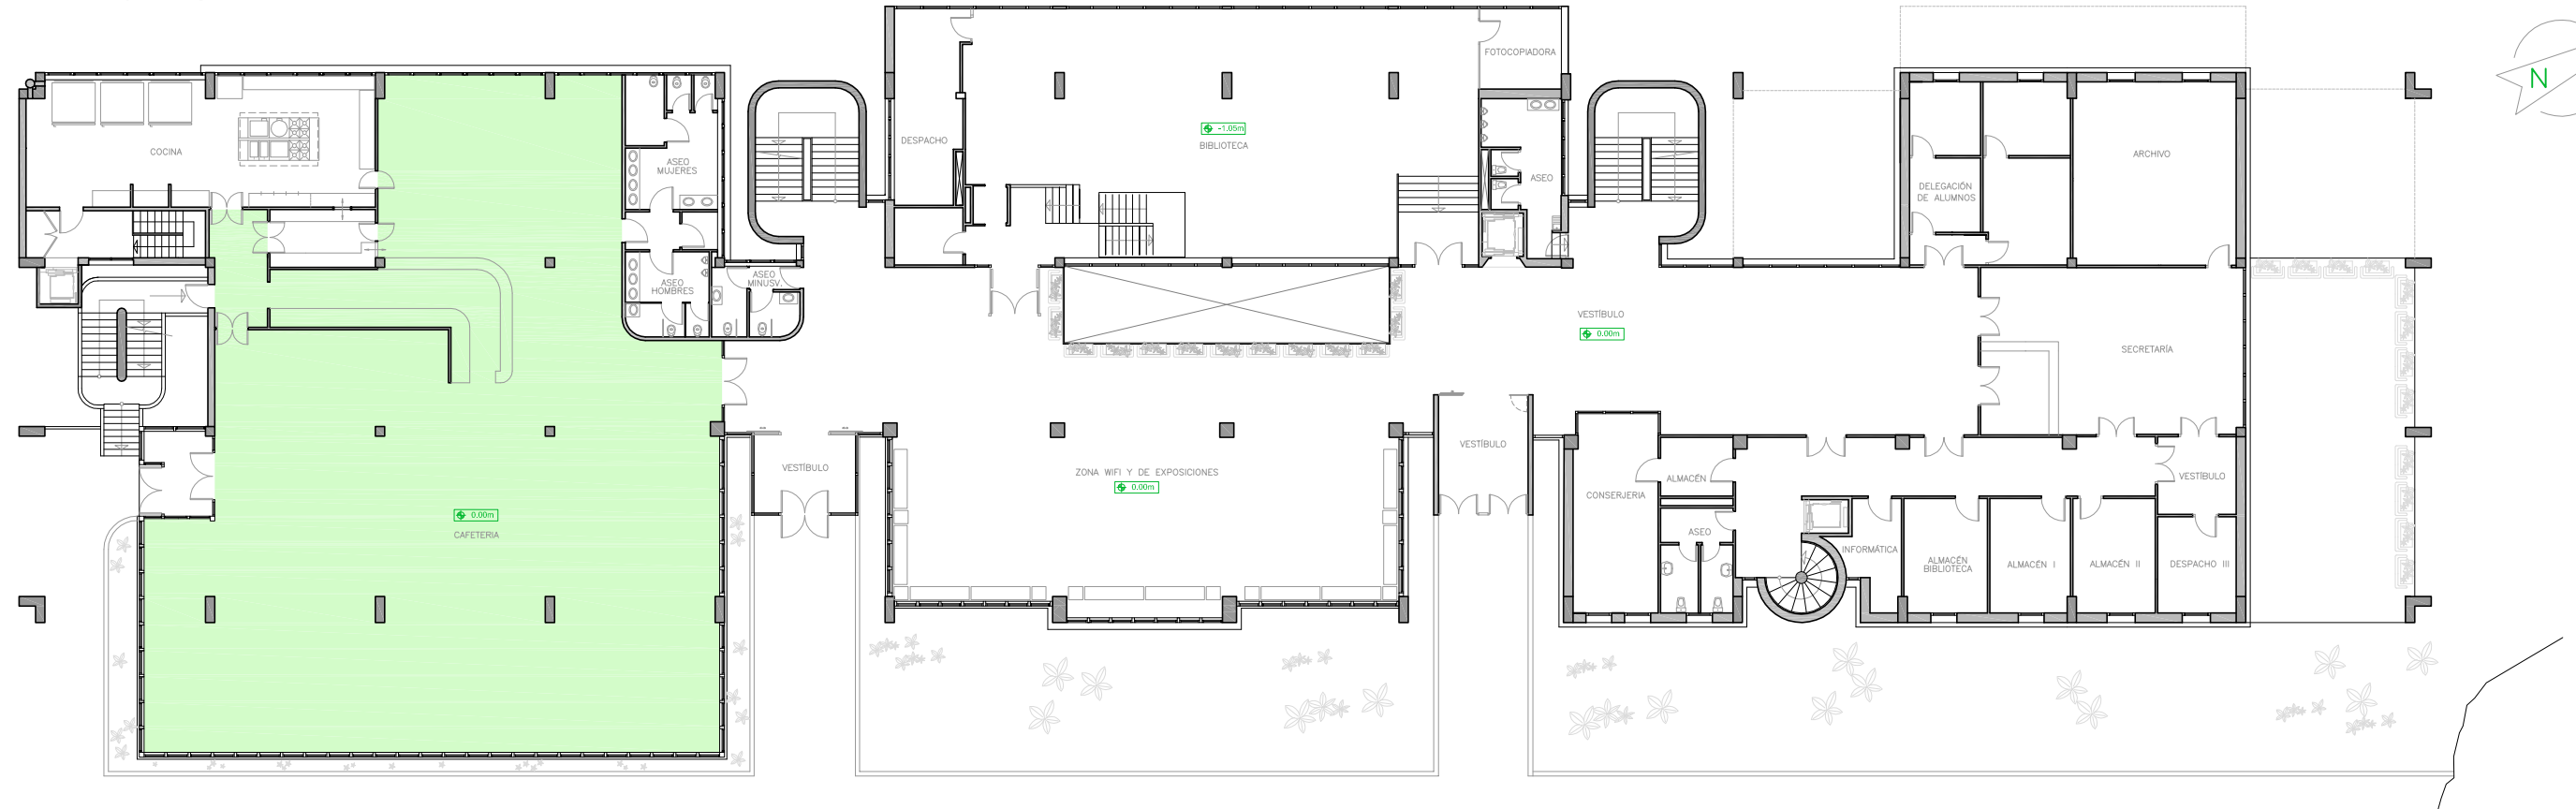 FOTOCOPIADORA
N
COCINA
ASEO
MUJERES
DESPACHO
-1.05m
BIBLIOTECA
ASEO
ARCHIVO
DELEGACIÓN
DE ALUMNOS
ASEO
HOMBRES
ASEO
MINUSV.
VESTÍBULO
0.00m
SECRETARÍA
VESTÍBULO
ZONA WIFI Y DE EXPOSICIONES
0.00m
VESTÍBULO
CONSERJERIA
ALMACÉN
VESTÍBULO
0.00m
CAFETERIA
ASEO
INFORMÁTICA
ALMACÉN
BIBLIOTECA
ALMACÉN I
ALMACÉN II
DESPACHO III